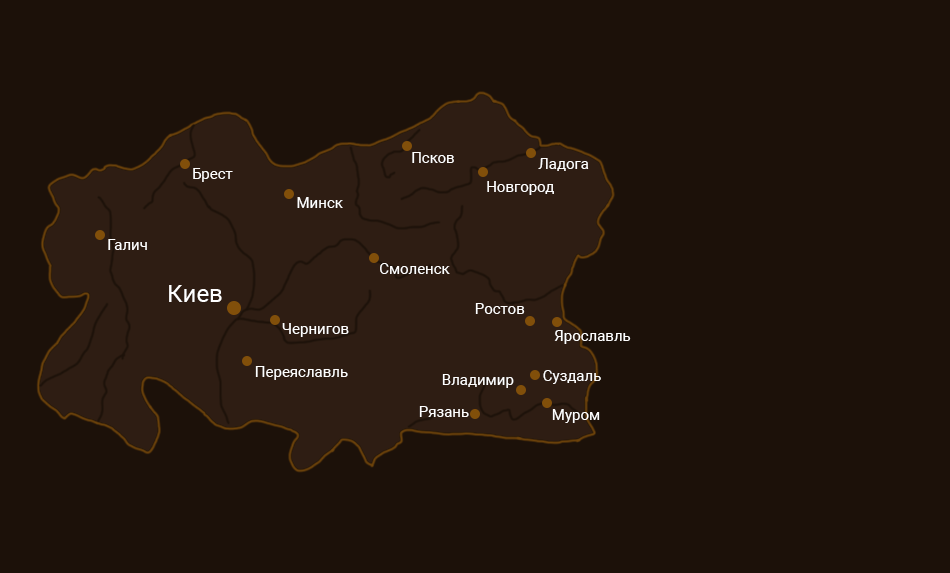 Псков
Ладога
Брест
Новгород
Минск
Галич
Смоленск
Киев
Ростов
Чернигов
Ярославль
Переяславль
Владимир
Суздаль
Рязань
Муром